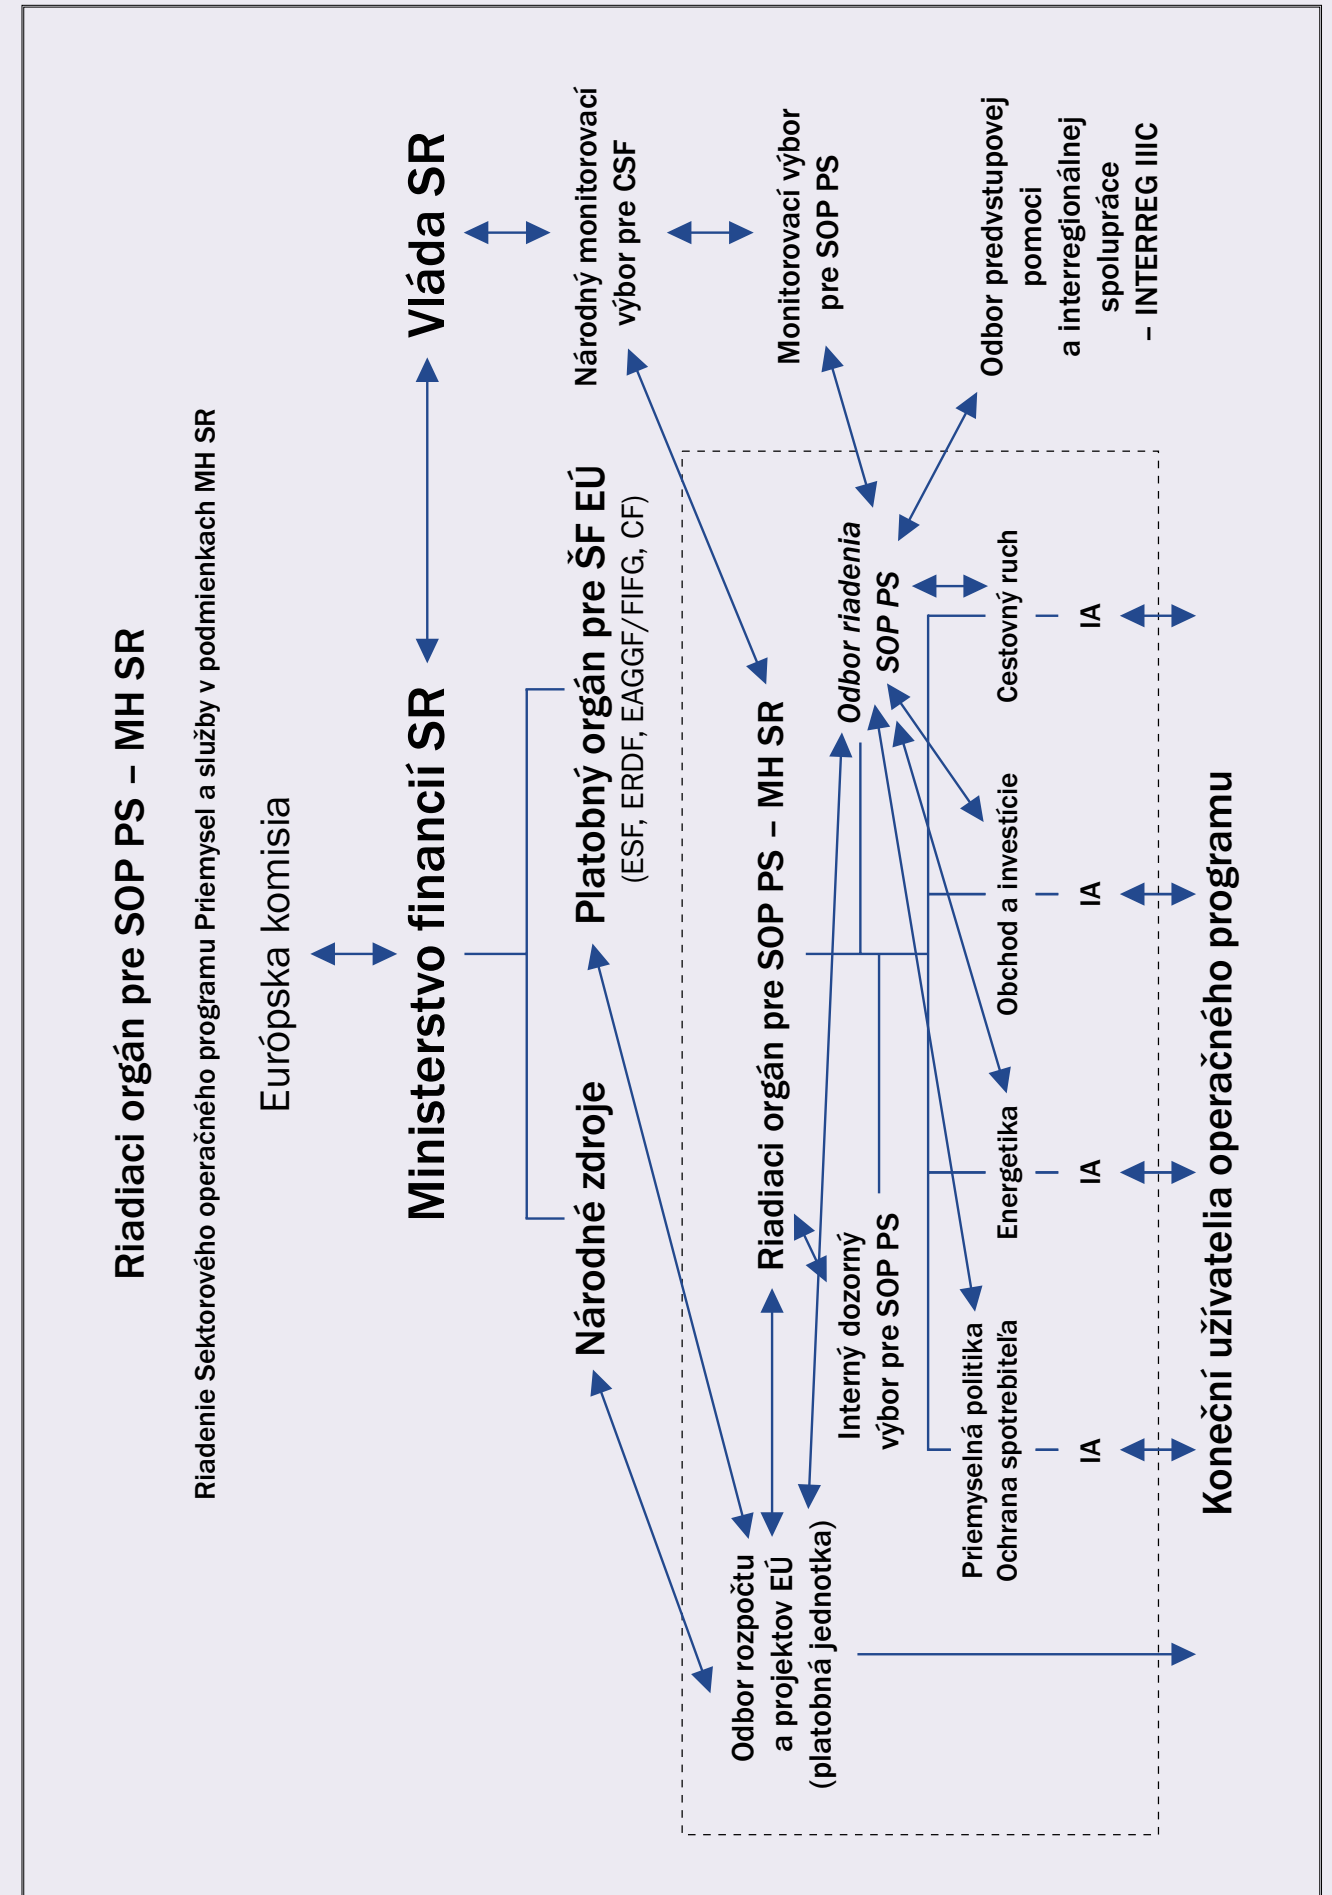 Riadiaci orgán pre SOP PS – MH SR
Riadenie Sektorového operačného programu Priemysel a služby v podmienkach MH SR
Európska komisia
Ministerstvo financií SR
Vláda SR
Národné zdroje
Platobný orgán pre ŠF EÚ
(ESF, ERDF, EAGGF/FIFG, CF)
Národný monitorovací
výbor pre CSF
Odbor rozpočtu
a projektov EÚ
(platobná jednotka)
Riadiaci orgán pre SOP PS – MH SR
Monitorovací výbor
pre SOP PS
Interný dozorný
výbor pre SOP PS
Odbor riadenia
SOP PS
Odbor predvstupovej
pomoci
a interregionálnej
spolupráce
– INTERREG IIIC
Priemyselná politika
Ochrana spotrebiteľa
Energetika
Obchod a investície
Cestovný ruch
IA
IA
IA
IA
Koneční užívatelia operačného programu